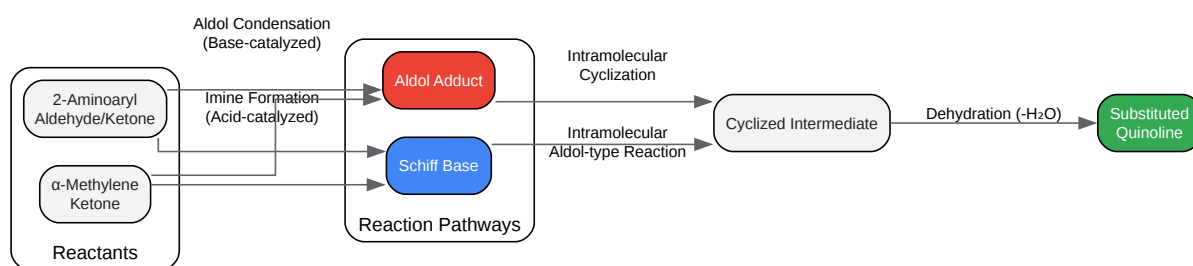 Aldol Condensation
(Base-catalyzed)
2-Aminoaryl
Aldehyde/Ketone
Imine Formation
(Acid-catalyzed)
α-Methylene
Ketone
Reactants
Aldol Adduct
Schiff Base
Reaction Pathways
Intramolecular
Cyclization
Intramolecular
Aldol-type Reaction
Cyclized Intermediate
Dehydration (-H₂O)
Substituted
Quinoline